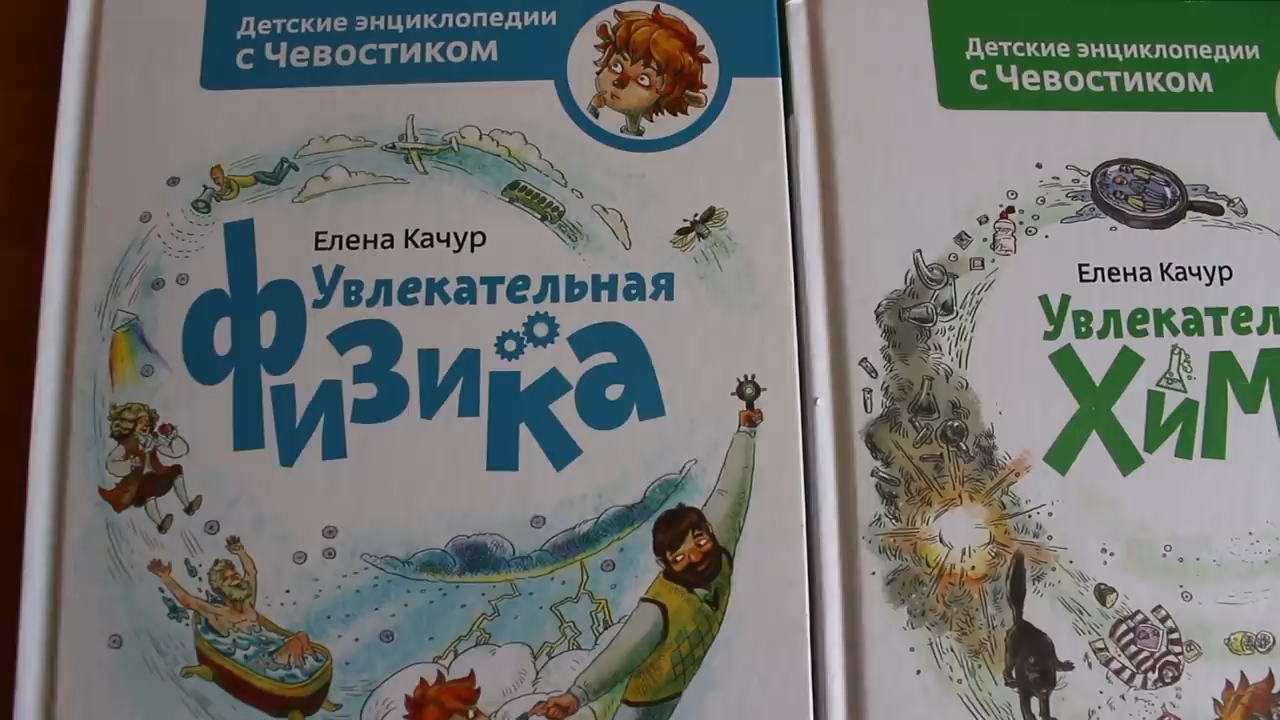 Детские энциклопедии
с Чевостиком
Елена Качур
Увлекательная
физика
Детские энциклопедии
с Чевостиком
Елена Качур